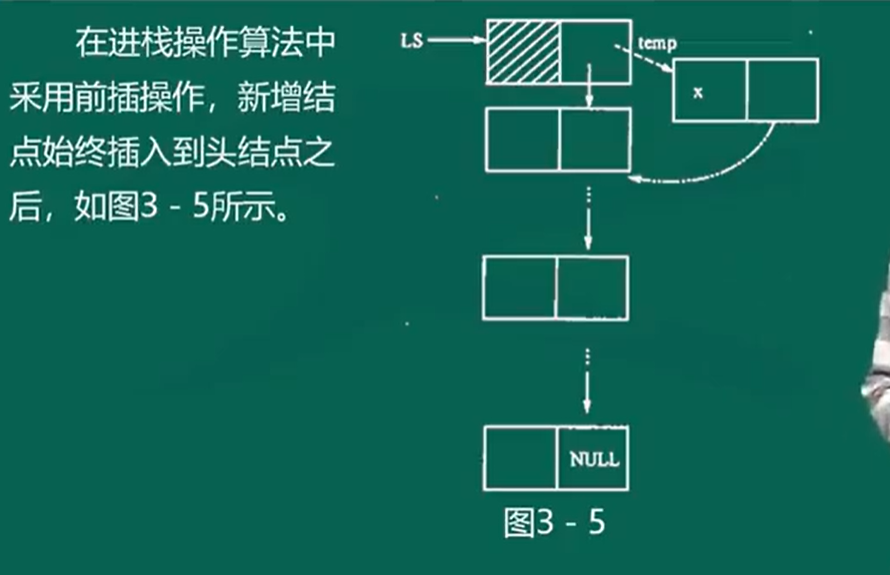 在进栈操作算法中
采用前插操作，新增结
点始终插入到头结点之
后，如图3－5所示。
LS
temp
x
NULL
图3－5